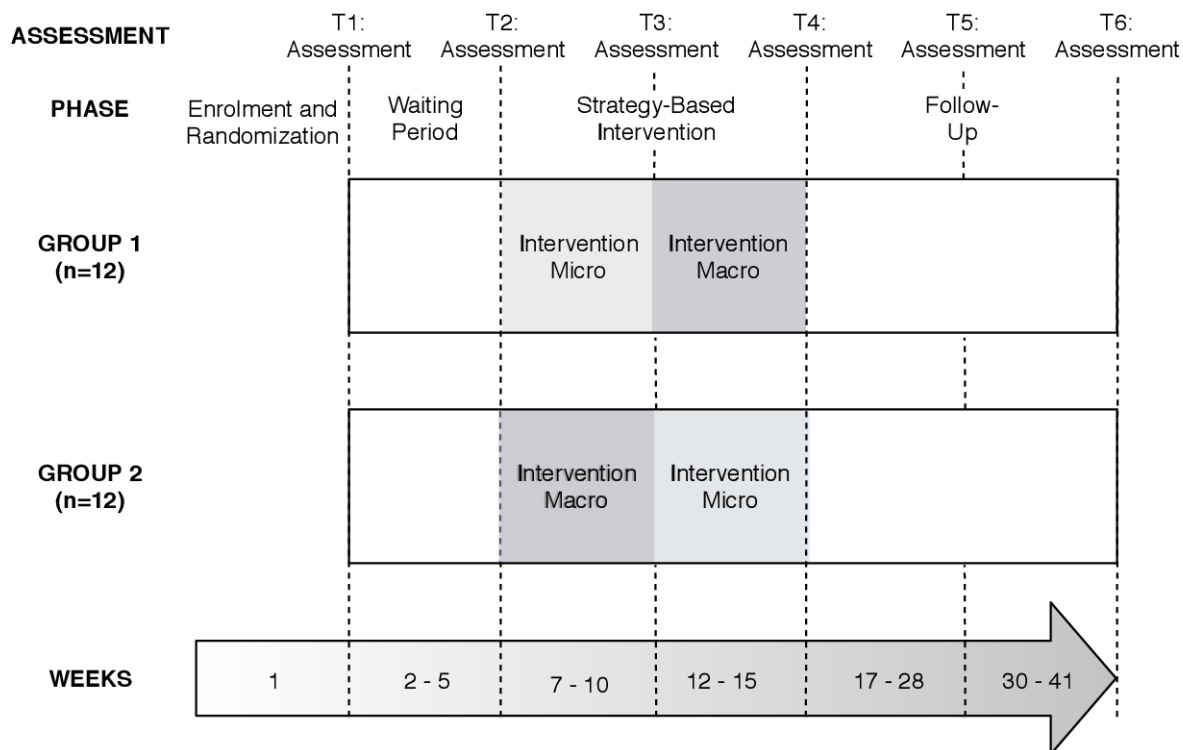 ASSESSMENT
T1:
Assessment
T2:
Assessment
T3:
Assessment
T4:
Assessment
T5:
Assessment
T6:
Assessment
PHASE
Enrolment and
Randomization
Waiting
Period
Strategy-Based
Intervention
Follow-
Up
GROUP 1
(n=12)
Intervention
Micro
Intervention
Macro
GROUP 2
(n=12)
Intervention
Macro
Intervention
Micro
WEEKS
1
2 - 5
7 - 10
12 - 15
17 - 28
30 - 41